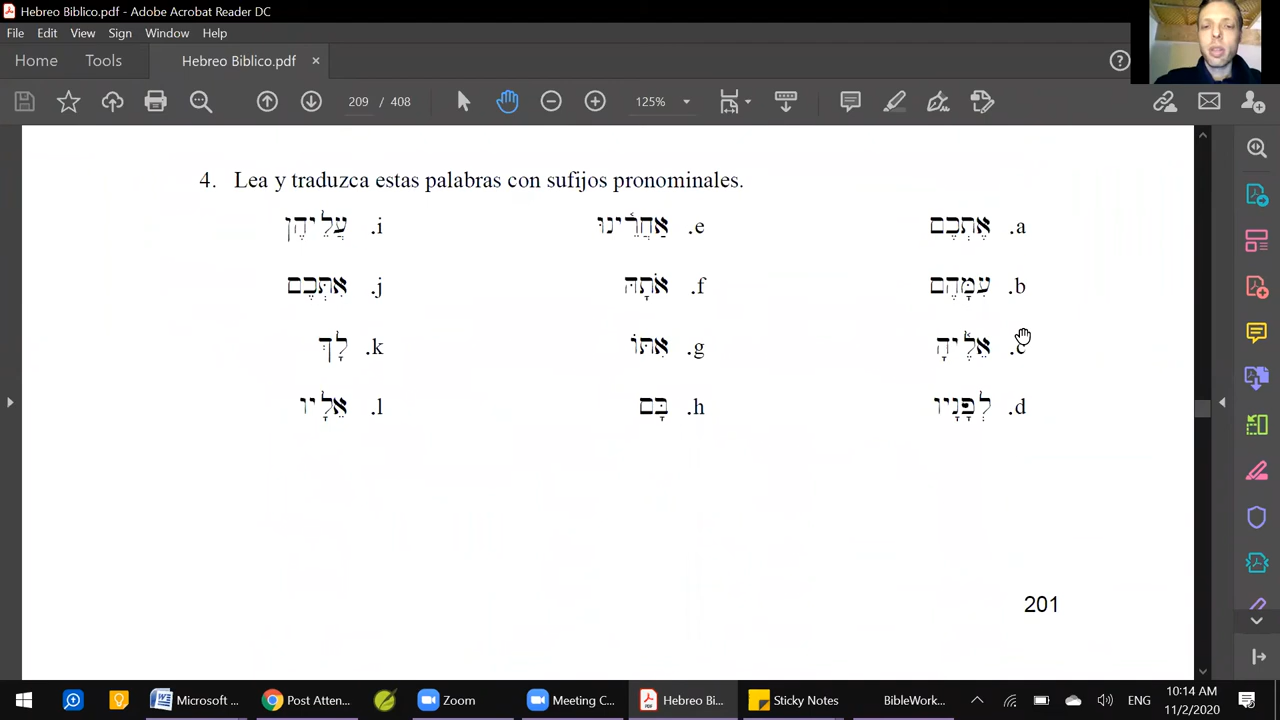 Hebreo Biblico.pdf - Adobe Acrobat Reader DC
File Edit View Sign Window Help
Home Tools Hebreo Biblico.pdf ×
209 / 408 125%
4. Lea y traduzca estas palabras con sufijos pronominales.
a. אֶתְכֶם e. אַחֲרֵ֫ינוּ i. עֲלֵיהֶן
b. עִמָּהֶם f. אֹתָהּ j. אִתְּכֶם
c. אֵלֶ֫יהָ g. אִתּוֹ k. לָךְ
d. לְפָנָיו h. בָּם l. אֵלָיו
201
Microsoft ... Post Atten... Zoom Meeting C... Hebreo Bi... Sticky Notes BibleWork... ENG 10:14 AM
11/2/2020